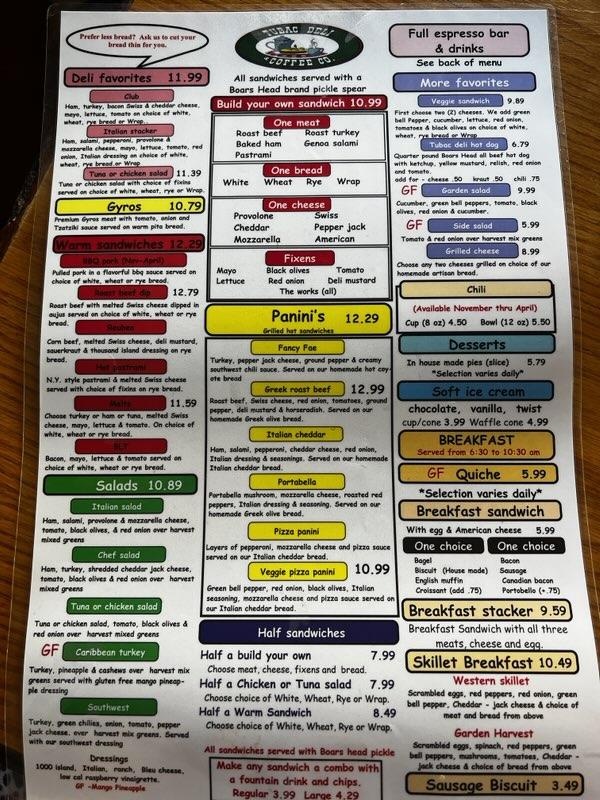 Prefer less bread? Ask us to cut your
bread thin for you.
Deli favorites 11.99
Club
Ham, turkey, bacon Swiss & cheddar cheese,
mayo, lettuce, tomato on choice of white,
wheat, rye bread or Wrap..
Italian stacker
Ham, salami, pepperoni, provolone &
mozzarella cheese, mayo, lettuce, tomato, red
onion, Italian dressing on choice of white,
wheat, rye bread or Wrap
Tuna or chicken salad 11.39
Tuna or chicken salad with choice of fixins
served on choice of white, wheat, rye or Wrap.
Gyros 10.79
Premium Gyros meat with tomato, onion and
Tzatziki sauce served on warm pita bread.
Warm sandwiches 12.29
BBQ pork (Nov-April)
Pulled pork in a flavorful bbq sauce served on
choice of white, wheat or rye bread.
Roast beef dip 12.79
Roast beef with melted Swiss cheese dipped in
aujus served on choice of white, wheat or rye
bread.
Reuben
Corn beef, melted Swiss cheese, deli mustard,
sauerkraut & thousand island dressing on rye
bread.
Hot pastrami
N.Y. style pastrami & melted Swiss cheese
served with choice of fixins on rye bread.
Melts 11.59
Choose turkey or ham or tuna, melted Swiss
cheese, mayo, lettuce & tomato. On choice of
white, wheat or rye bread.
BLT
Bacon, mayo, lettuce & tomato served on
choice of white, wheat or rye bread.
Salads 10.89
Italian salad
Ham, salami, provolone & mozzarella cheese,
tomato, black olives & red onion over harvest
mixed greens
Chef salad
Ham, turkey, shredded cheddar jack cheese,
tomato, black olives & red onion over harvest
mixed greens
Tuna or chicken salad
Tuna or chicken salad, tomato, black olives &
red onion over harvest mixed greens
GF Caribbean turkey
Turkey, pineapple & cashews over harvest mix
greens served with gluten free mango pineap-
ple dressing
Southwest
Turkey, green chilies, onion, tomato, pepper
jack cheese. over harvest mix greens. Served
with our southwest dressing
Dressings
1000 island, Italian, ranch, Bleu cheese,
low cal raspberry vinaigrette.
GF -Mango Pineapple
TUBAC DELI
& COFFEE CO.
All sandwiches served with a
Boars Head brand pickle spear
Build your own sandwich 10.99
One meat
Roast beef Roast turkey
Baked ham Genoa salami
Pastrami
One bread
White Wheat Rye Wrap
One cheese
Provolone Swiss
Cheddar Pepper jack
Mozzarella American
Fixens
Mayo Black olives Tomato
Lettuce Red onion Deli mustard
The works (all)
Panini's 12.29
Grilled hot sandwiches
Fancy Fae
Turkey, pepper jack cheese, ground pepper & creamy
southwest chili sauce. Served on our homemade hot coy-
ote bread
Greek roast beef 12.99
Roast beef, Swiss cheese, red onion, tomatoes, ground
pepper, deli mustard & horseradish. Served on our
homemade Greek olive bread.
Italian cheddar
Ham, salami, pepperoni, cheddar cheese, red onion,
Italian dressing & seasonings. Served on our homemade
Italian cheddar bread.
Portabella
Portabella mushroom, mozzarella cheese, roasted red
peppers, Italian dressing & seasoning. Served on our
homemade Greek olive bread.
Pizza panini
Layers of pepperoni, mozzarella cheese and pizza sauce
served on our Italian cheddar bread.
Veggie pizza panini 10.99
Green bell pepper, red onion, black olives, Italian
seasoning, mozzarella cheese and pizza sauce served on
our Italian cheddar bread.
Half sandwiches
Half a build your own 7.99
Choose meat, cheese, fixens and bread.
Half a Chicken or Tuna salad 7.99
Choice of White, Wheat, Rye or Wrap.
Half a Warm Sandwich 8.49
Choice of White, Wheat, Rye or Wrap.
All sandwiches served with Boars head pickle
Make any sandwich a combo with
a fountain drink and chips.
Regular 3.99 Large 4.29
Full espresso bar
& drinks
See back of menu
More favorites
Veggie sandwich 9.89
First choose two (2) cheeses. We add green
bell Pepper, cucumber, lettuce, red onion,
tomatoes & black olives on choice of white,
wheat, rye bread or wrap.
Tubac deli hot dog 6.79
Quarter pound Boars Head all beef hot dog
with ketchup, yellow mustard, relish, red onion
and tomato.
add for - cheese .50 kraut .50 chili .75
GF Garden salad 9.99
Cucumber, green bell peppers, tomato, black
olives, red onion & cucumber.
GF Side salad 5.99
Tomato & red onion over harvest mix greens
Grilled cheese 8.99
Choose any two cheeses grilled on choice of our
homemade artisan bread.
Chili
(Available November thru April)
Cup (8 oz) 4.50 Bowl (12 oz) 5.50
Desserts
In house made pies (slice) 5.79
*Selection varies daily*
Soft ice cream
chocolate, vanilla, twist
cup/cone 3.99 Waffle cone 4.99
BREAKFAST
Served from 6:30 to 10:30 am
GF Quiche 5.99
*Selection varies daily*
Breakfast sandwich
With egg & American cheese 5.99
One choice One choice
Bagel Bacon
Biscuit (House made) Sausage
English muffin Canadian bacon
Croissant (add .75) Portobello (+.75)
Breakfast stacker 9.59
Breakfast Sandwich with all three
meats, cheese and egg.
Skillet Breakfast 10.49
Western skillet
Scrambled eggs, red peppers, red onion, green
bell pepper, Cheddar - jack cheese & choice of
meat and bread from above
Garden Harvest
Scrambled eggs, spinach, red peppers, green
bell peppers, mushrooms, tomatoes, Cheddar -
jack cheese & choice of bread from above
Sausage Biscuit 3.49